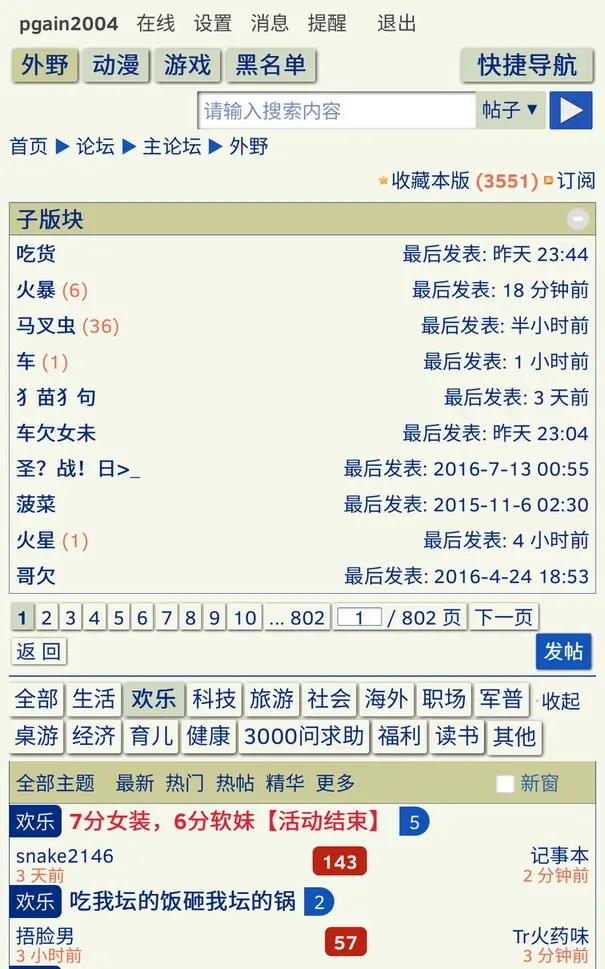 pgain2004 在线 设置 消息 提醒 退出
外野 动漫 游戏 黑名单 快捷导航
请输入搜索内容 帖子
首页 论坛 主论坛 外野
收藏本版 (3551) 订阅
子版块
吃货 最后发表: 昨天 23:44
火暴 (6) 最后发表: 18 分钟前
马叉虫 (36) 最后发表: 半小时前
车 (1) 最后发表: 1 小时前
犭苗犭句 最后发表: 3 天前
车欠女未 最后发表: 昨天 23:04
圣? 战! 日>_ 最后发表: 2016-7-13 00:55
菠菜 最后发表: 2015-11-6 02:30
火星 (1) 最后发表: 4 小时前
哥欠 最后发表: 2016-4-24 18:53
1 2 3 4 5 6 7 8 9 10 ... 802 1 / 802 页 下一页
返 回 发帖
全部 生活 欢乐 科技 旅游 社会 海外 职场 军普 收起
桌游 经济 育儿 健康 3000问求助 福利 读书 其他
全部主题 最新 热门 热帖 精华 更多 新窗
欢乐 7分女装，6分软妹【活动结束】 5
snake2146 143 记事本
3 天前 2 分钟前
欢乐 吃我坛的饭砸我坛的锅 2
捂脸男 57 Tr火药味
3 小时前 3 分钟前